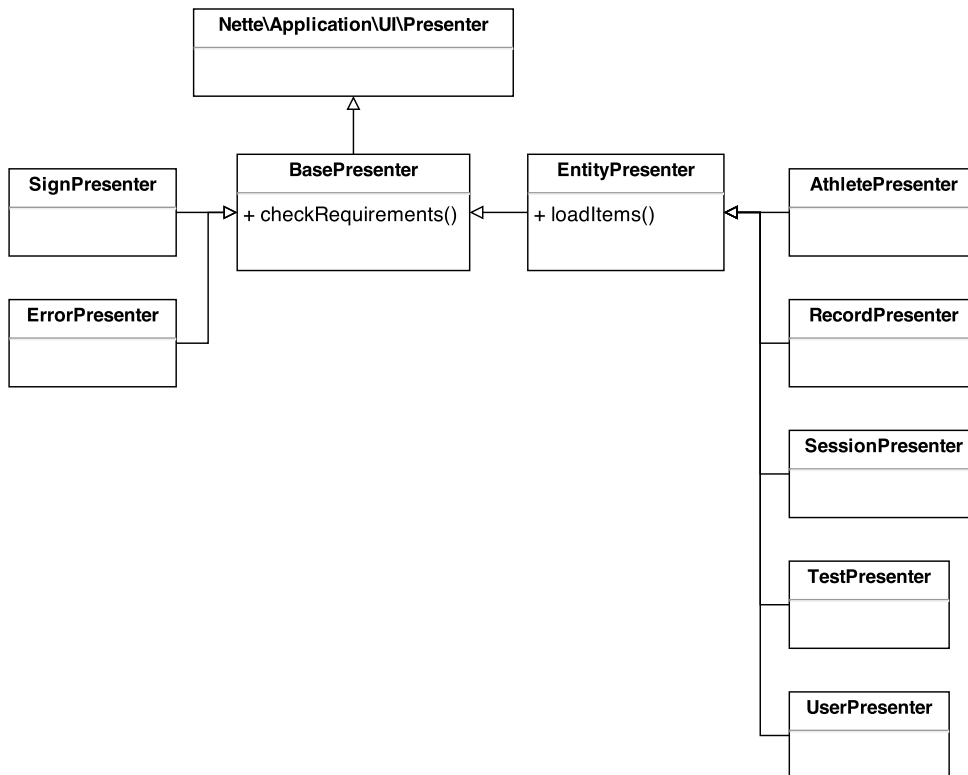 Nette\Application\UI\Presenter
SignPresenter
BasePresenter
+ checkRequirements()
EntityPresenter
+ loadItems()
AthletePresenter
ErrorPresenter
RecordPresenter
SessionPresenter
TestPresenter
UserPresenter